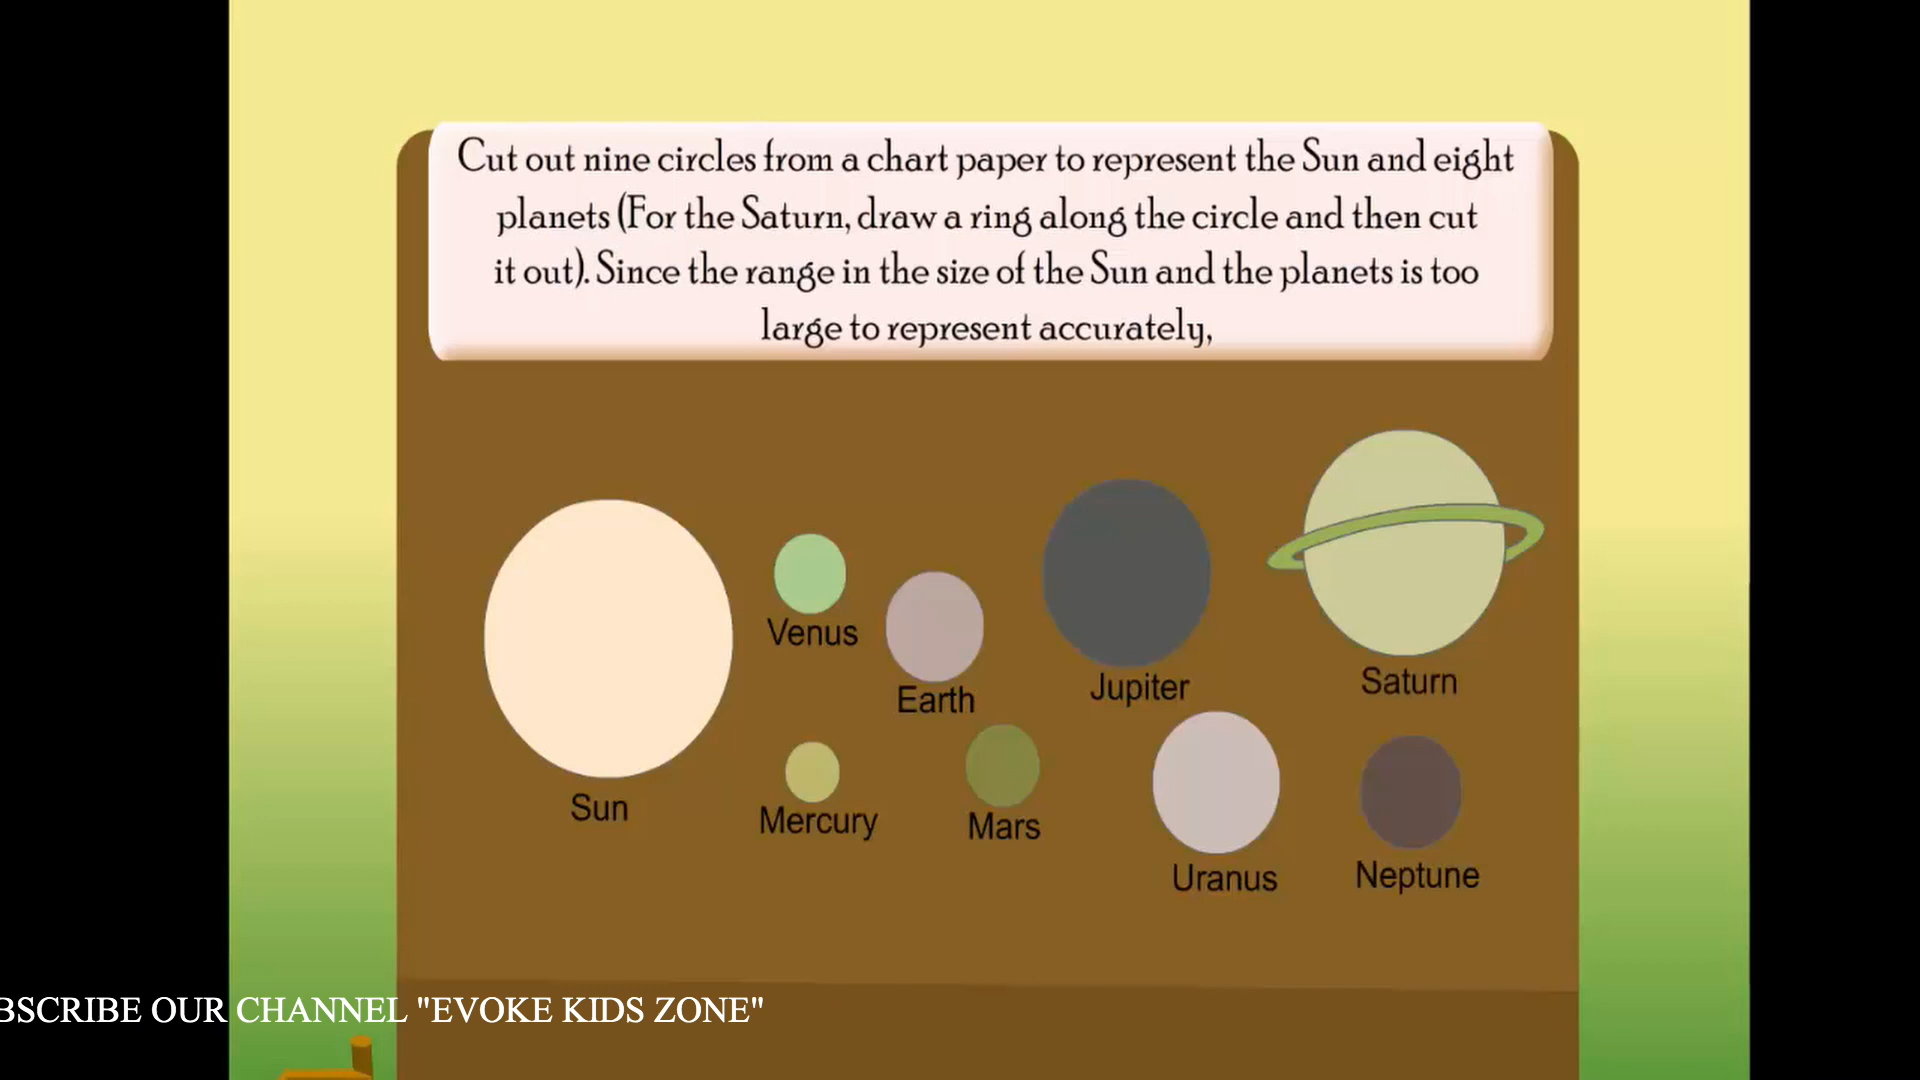 Cut out nine circles from a chart paper to represent the Sun and eight
planets (For the Saturn, draw a ring along the circle and then cut
it out). Since the range in the size of the Sun and the planets is too
large to represent accurately,
Venus
Earth
Jupiter
Saturn
Sun
Mercury
Mars
Uranus
Neptune
BSCRIBE OUR CHANNEL "EVOKE KIDS ZONE"